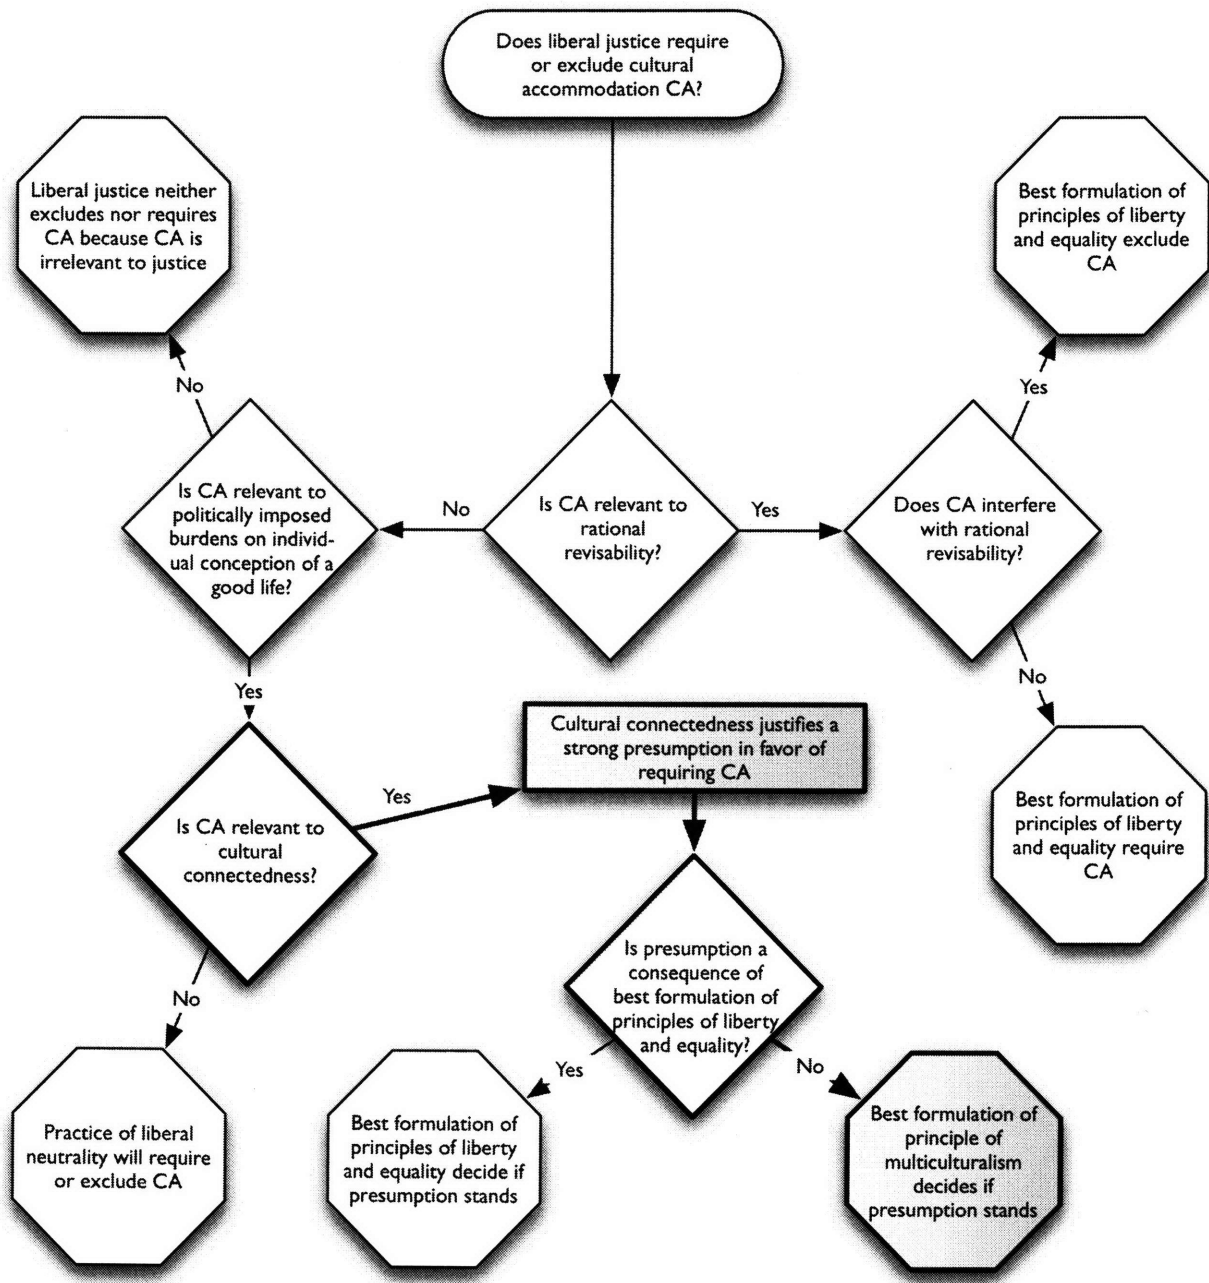 Does liberal justice require
or exclude cultural
accommodation CA?
Liberal justice neither
excludes nor requires
CA because CA is
irrelevant to justice
Best formulation of
principles of liberty
and equality exclude
CA
No
Yes
Is CA relevant to
politically imposed
burdens on individ-
ual conception of a
good life?
No
Is CA relevant to
rational
revisability?
Yes
Does CA interfere
with rational
revisability?
Yes
No
Cultural connectedness justifies a
strong presumption in favor of
requiring CA
Yes
Is CA relevant to
cultural
connectedness?
Best formulation of
principles of liberty
and equality require
CA
Is presumption a
consequence of
best formulation of
principles of liberty
and equality?
No
Yes
No
Practice of liberal
neutrality will require
or exclude CA
Best formulation of
principles of liberty
and equality decide if
presumption stands
Best formulation of
principle of
multiculturalism
decides if
presumption stands